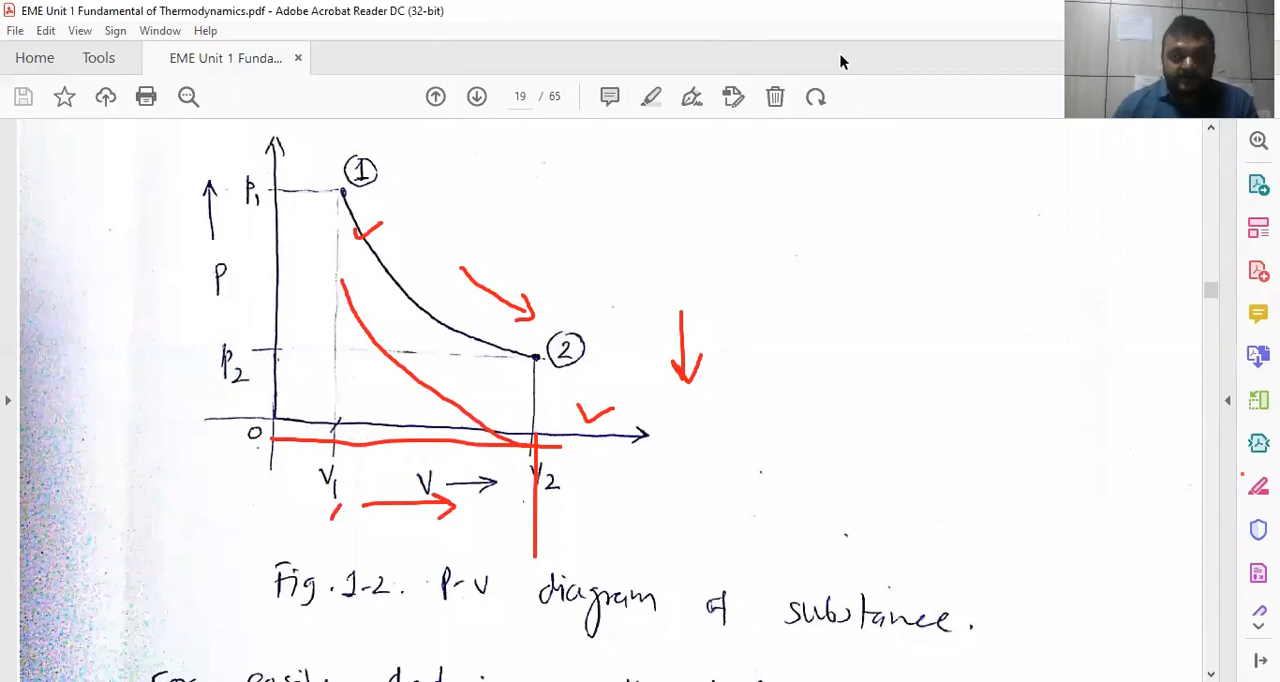 EME Unit 1 Fundamental of Thermodynamics.pdf - Adobe Acrobat Reader DC (32-bit)
File Edit View Sign Window Help
Home Tools EME Unit 1 Funda... ×
19 / 65
1
P1
P
2
P2
0
V1 V V2
Fig. 1-2. P-V diagram of substance.
For easily